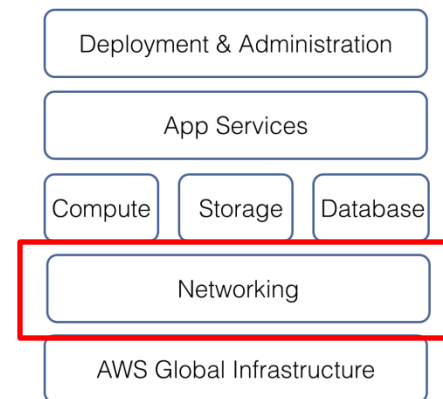 Deployment & Administration
App Services
Compute Storage Database
Networking
AWS Global Infrastructure